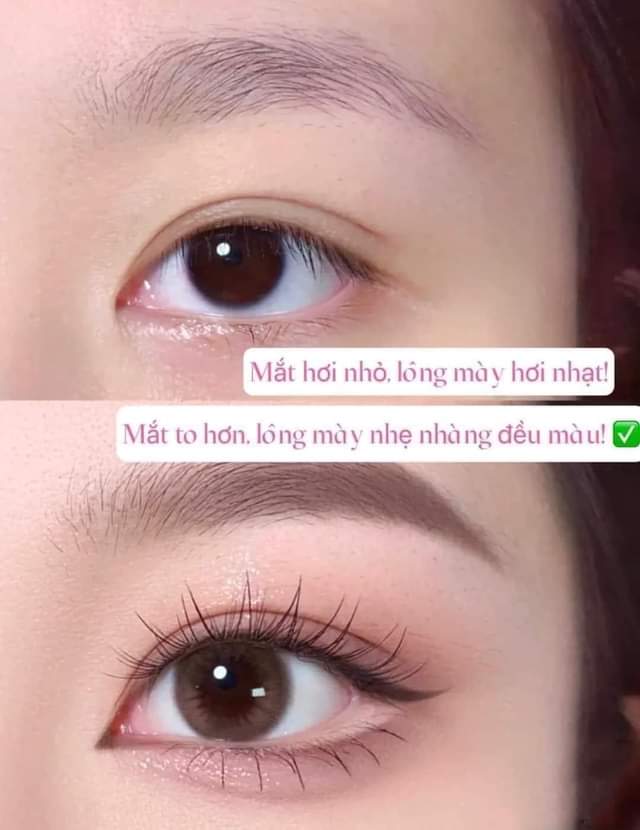 Mắt hơi nhỏ, lông mày hơi nhạt!
Mắt to hơn, lông mày nhẹ nhàng đều màu! ✅